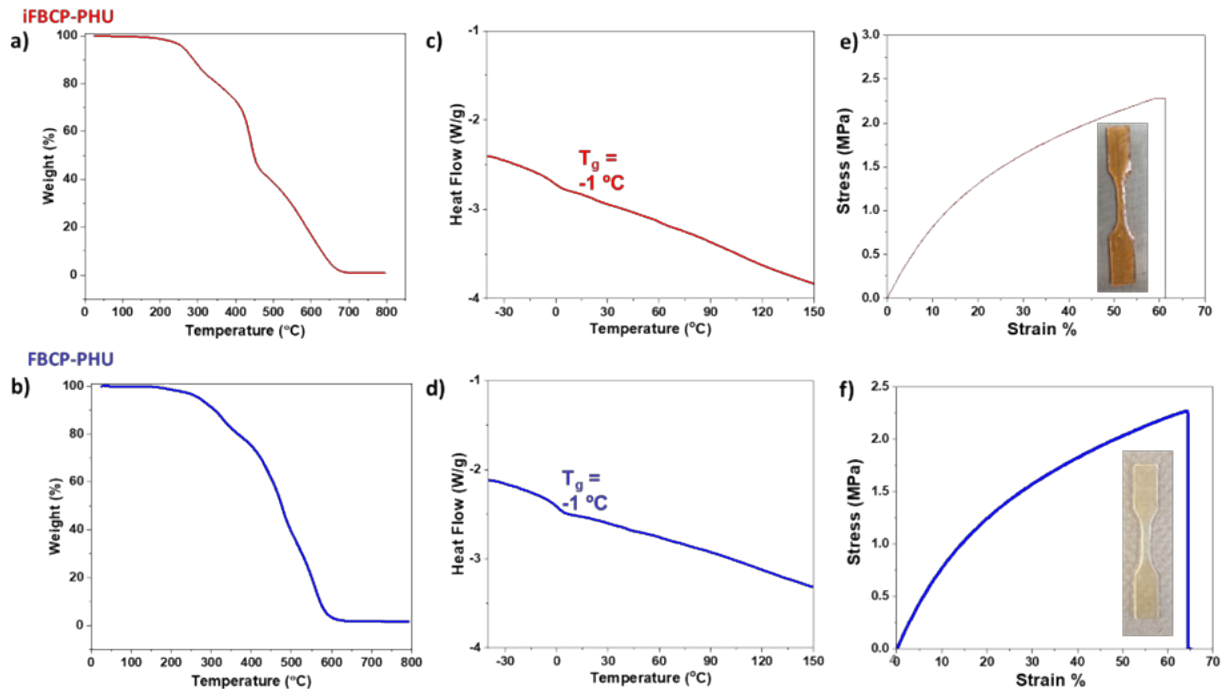 iFBCP-PHU
a)
100
80
60
40
20
0
Weight (%)
0 100 200 300 400 500 600 700 800
Temperature (°C)
c)
-1
-2
-3
-4
Heat Flow (W/g)
T_g =
-1 ºC
-30 0 30 60 90 120 150
Temperature (°C)
e)
3.0
2.5
2.0
1.5
1.0
0.5
0.0
Stress (MPa)
0 10 20 30 40 50 60 70
Strain %
FBCP-PHU
b)
100
80
60
40
20
0
Weight (%)
0 100 200 300 400 500 600 700 800
Temperature (°C)
d)
-1
-2
-3
-4
Heat Flow (W/g)
T_g =
-1 ºC
-30 0 30 60 90 120 150
Temperature (°C)
f)
2.5
2.0
1.5
1.0
0.5
0.0
Stress (MPa)
0 10 20 30 40 50 60 70
Strain %